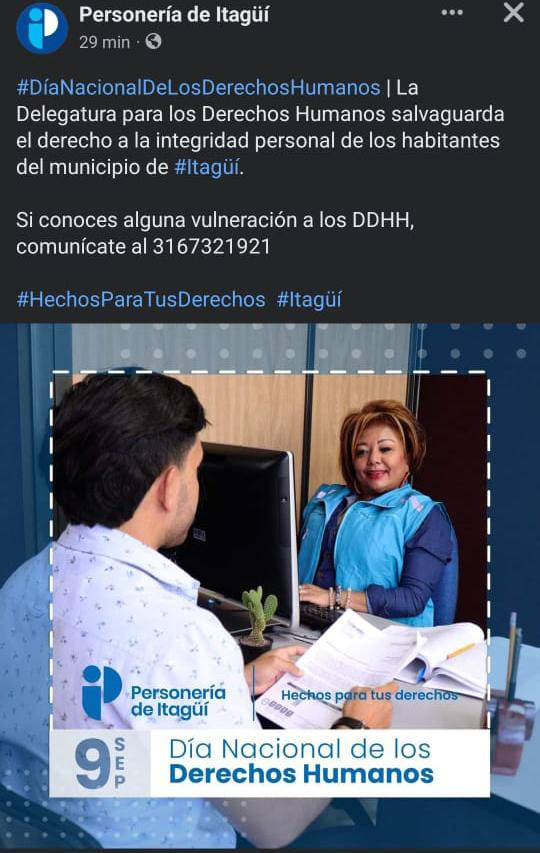 Personería de Itagüí
29 min ·
#DíaNacionalDeLosDerechosHumanos | La
Delegatura para los Derechos Humanos salvaguarda
el derecho a la integridad personal de los habitantes
del municipio de #Itagüí.
Si conoces alguna vulneración a los DDHH,
comunícate al 3167321921
#HechosParaTusDerechos #Itagüí
Personería
de Itagüí
Hechos para tus derechos
9 SEP
Día Nacional de los
Derechos Humanos